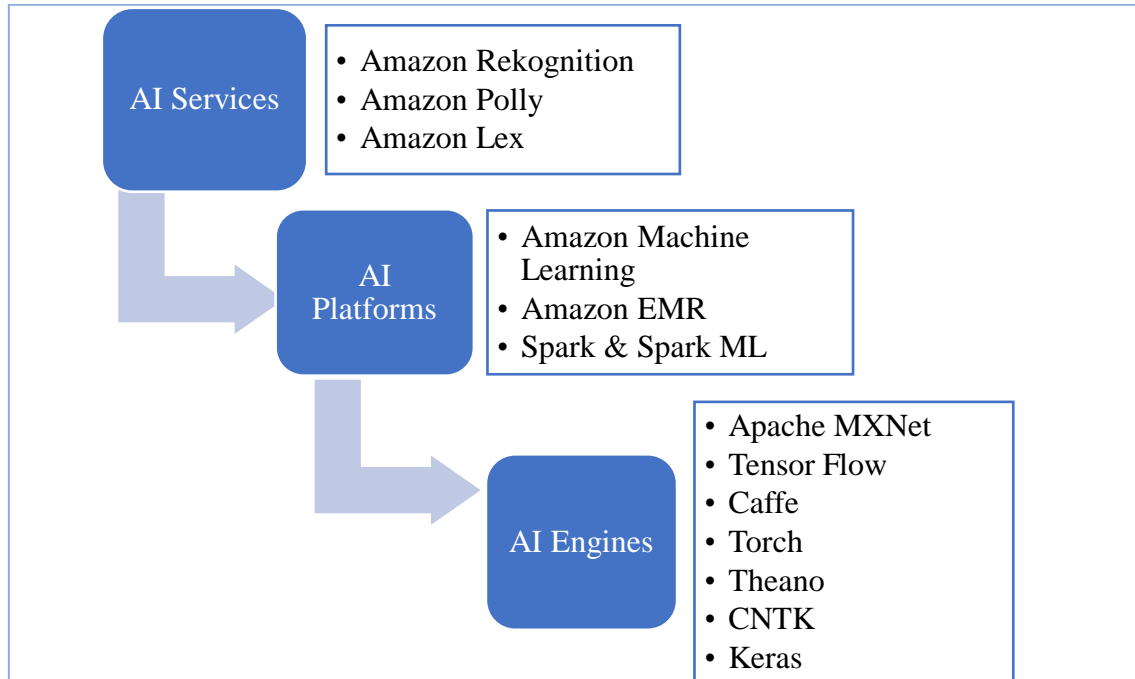 AI Services
• Amazon Rekognition
• Amazon Polly
• Amazon Lex
AI
Platforms
• Amazon Machine
Learning
• Amazon EMR
• Spark & Spark ML
AI Engines
• Apache MXNet
• Tensor Flow
• Caffe
• Torch
• Theano
• CNTK
• Keras